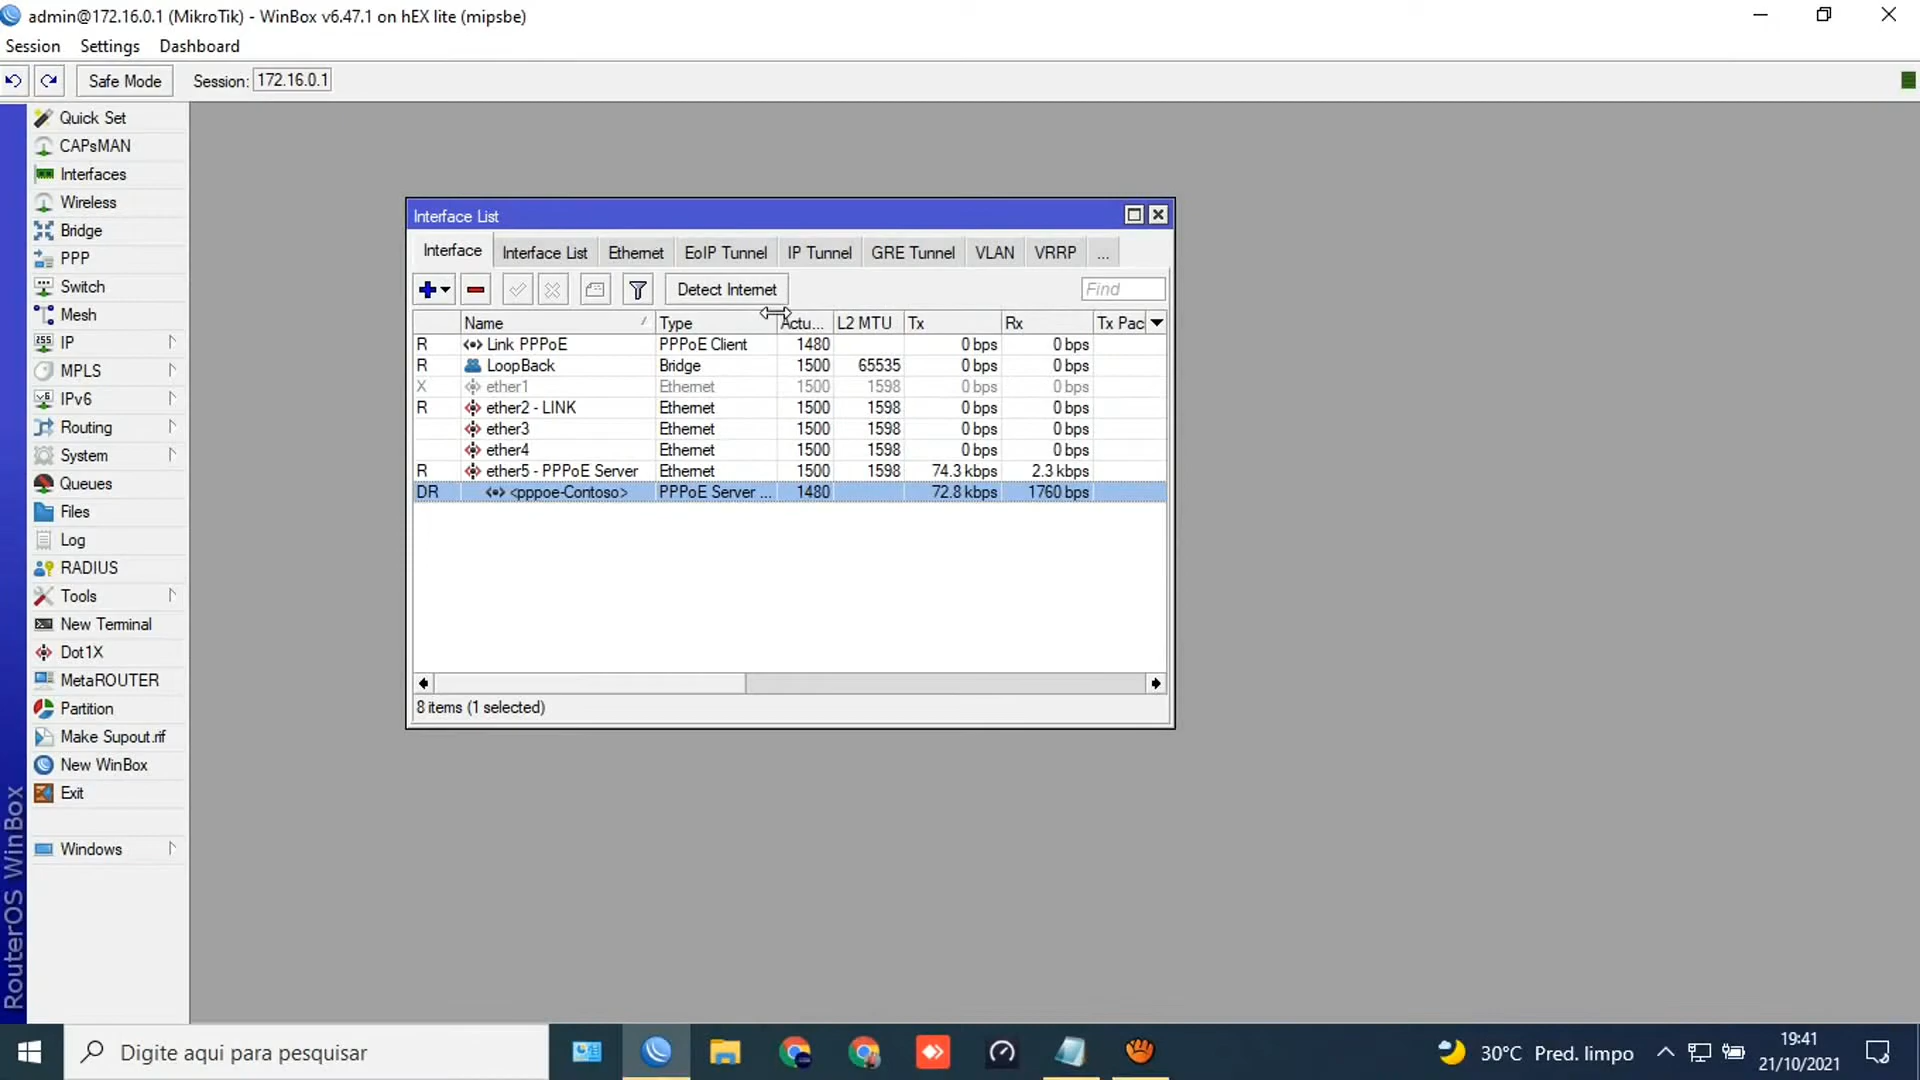 admin@172.16.0.1 (MikroTik) - WinBox v6.47.1 on hEX lite (mipsbe)
Session Settings Dashboard
Safe Mode Session: 172.16.0.1
Quick Set
CAPsMAN
Interfaces
Wireless
Bridge
PPP
Switch
Mesh
IP
MPLS
IPv6
Routing
System
Queues
Files
Log
RADIUS
Tools
New Terminal
Dot1X
MetaROUTER
Partition
Make Supout.rif
New WinBox
Exit
Windows
RouterOS WinBox
Interface List
Interface Interface List Ethernet EoIP Tunnel IP Tunnel GRE Tunnel VLAN VRRP ...
Detect Internet Find
Name Type Actu... L2 MTU Tx Rx Tx Pac
R Link PPPoE PPPoE Client 1480 0 bps 0 bps
R LoopBack Bridge 1500 65535 0 bps 0 bps
X ether1 Ethernet 1500 1598 0 bps 0 bps
R ether2 - LINK Ethernet 1500 1598 0 bps 0 bps
ether3 Ethernet 1500 1598 0 bps 0 bps
ether4 Ethernet 1500 1598 0 bps 0 bps
R ether5 - PPPoE Server Ethernet 1500 1598 74.3 kbps 2.3 kbps
DR <pppoe-Contoso> PPPoE Server ... 1480 72.8 kbps 1760 bps
8 items (1 selected)
Digite aqui para pesquisar
30°C Pred. limpo
19:41
21/10/2021